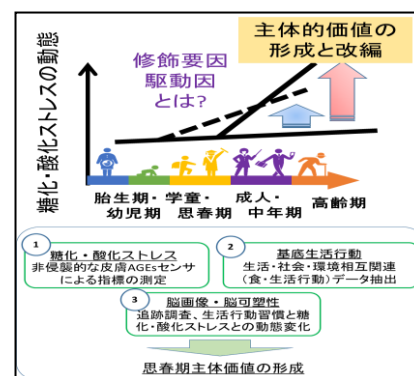 主体的価値の
形成と改編
修飾要因
駆動因
とは?
糖化・酸化ストレスの動態
胎生期・
幼児期
学童・
思春期
成人・
中年期
高齢期
1
糖化・酸化ストレス
非侵襲的な皮膚AGEsセンサ
による指標の測定
2
基底生活行動
生活・社会・環境相互関連
(食・生活行動)データ抽出
3
脳画像・脳可塑性
追跡調査、生活行動習慣と糖
化・酸化ストレスとの動態変化
思春期主体価値の形成